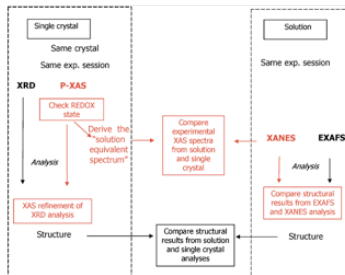 Single crystal
Same crystal
Same exp. session
XRD
P-XAS
Check REDOX
state
Derive the
"solution
equivalent
spectrum"
Analysis
XAS refinement of
XRD analysis
Structure
Compare
experimental
XAS spectra
from solution
and single
crystal
Compare structural
results from solution
and single crystal
analyses
Solution
Same exp. session
XANES
EXAFS
Analysis
Compare structural
results from EXAFS
and XANES analysis
Structure